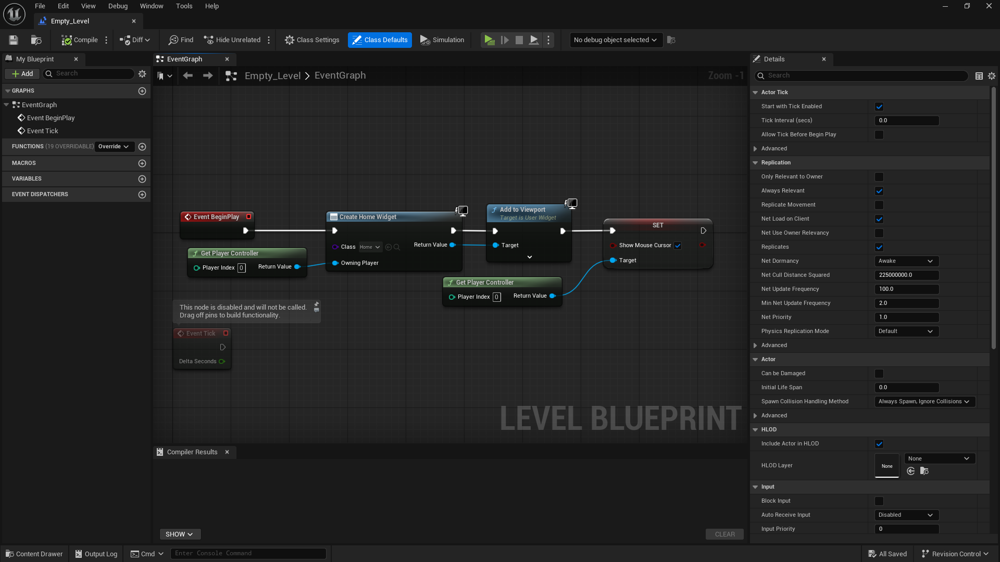 File Edit View Debug Window Tools Help
Empty_Level
Compile Diff Find Hide Unrelated Class Settings Class Defaults Simulation No debug object selected
My Blueprint
Add Search
GRAPHS
EventGraph
Event BeginPlay
Event Tick
FUNCTIONS (19 OVERRIDABLE) Override
MACROS
VARIABLES
EVENT DISPATCHERS
EventGraph
Empty_Level > EventGraph Zoom -1
Event BeginPlay
Get Player Controller
Player Index 0 Return Value
Create Home Widget
Class Home Return Value
Owning Player
Add to Viewport
Target is User Widget
Target
SET
Show Mouse Cursor
Target
Get Player Controller
Player Index 0 Return Value
This node is disabled and will not be called.
Drag off pins to build functionality.
Event Tick
Delta Seconds
LEVEL BLUEPRINT
Compiler Results
SHOW CLEAR
Details
Search
Actor Tick
Start with Tick Enabled
Tick Interval (secs) 0.0
Allow Tick Before Begin Play
Advanced
Replication
Only Relevant to Owner
Always Relevant
Replicate Movement
Net Load on Client
Net Use Owner Relevancy
Replicates
Net Dormancy Awake
Net Cull Distance Squared 225000000.0
Net Update Frequency 100.0
Min Net Update Frequency 2.0
Net Priority 1.0
Physics Replication Mode Default
Advanced
Actor
Can be Damaged
Initial Life Span 0.0
Spawn Collision Handling Method Always Spawn, Ignore Collisions
Advanced
HLOD
Include Actor in HLOD
HLOD Layer None None
Input
Block Input
Auto Receive Input Disabled
Input Priority 0
Content Drawer Output Log Cmd Enter Console Command All Saved Revision Control